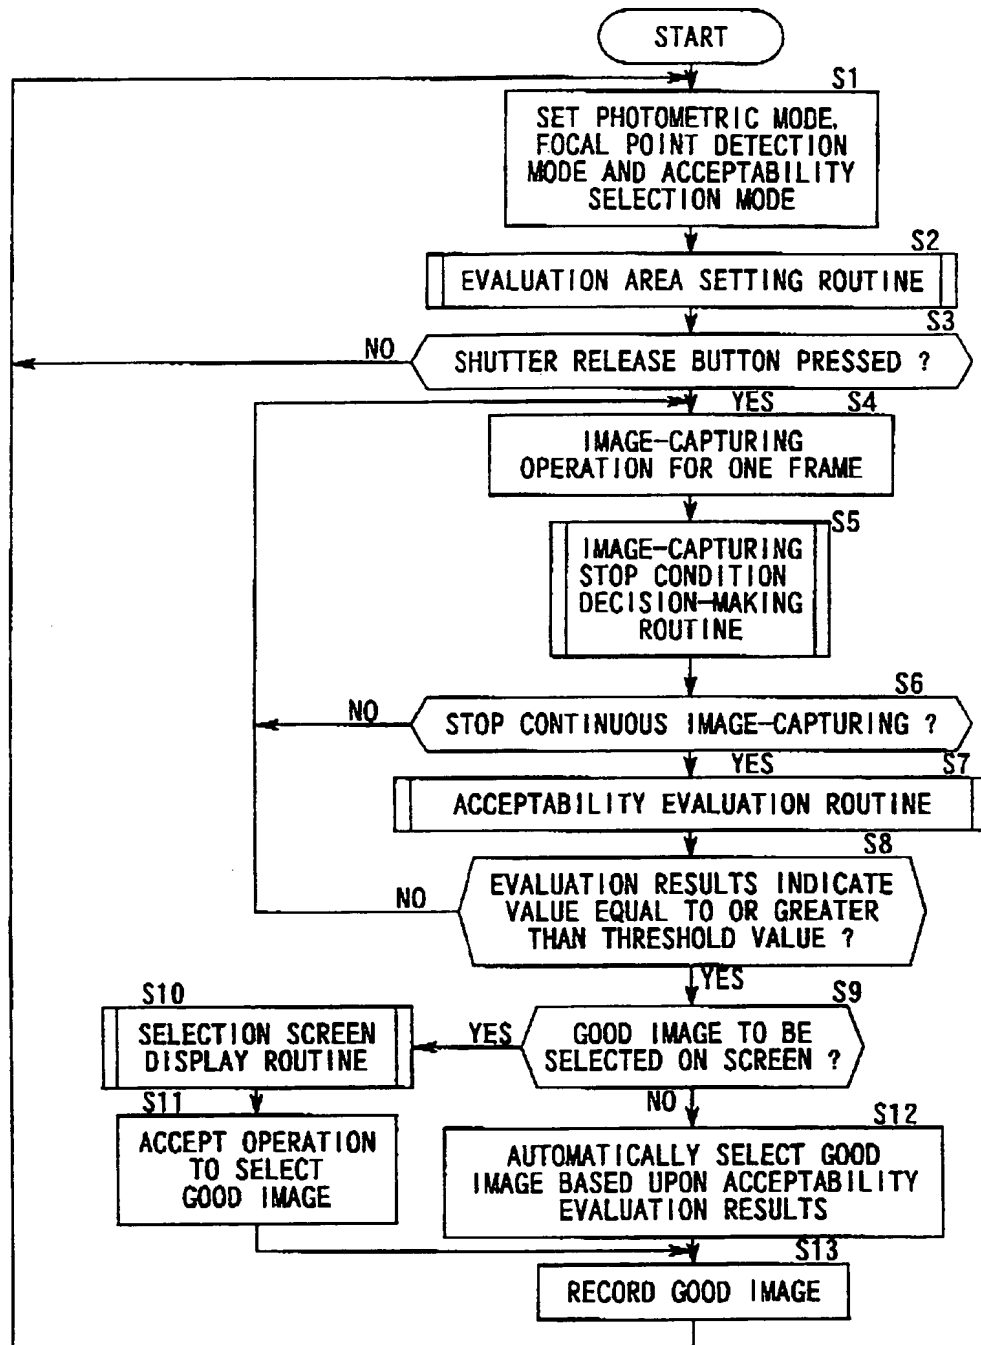 START
S1
SET PHOTOMETRIC MODE,
FOCAL POINT DETECTION
MODE AND ACCEPTABILITY
SELECTION MODE
S2
EVALUATION AREA SETTING ROUTINE
S3
NO
SHUTTER RELEASE BUTTON PRESSED ?
YES
S4
IMAGE-CAPTURING
OPERATION FOR ONE FRAME
S5
IMAGE-CAPTURING
STOP CONDITION
DECISION-MAKING
ROUTINE
S6
NO
STOP CONTINUOUS IMAGE-CAPTURING ?
YES
S7
ACCEPTABILITY EVALUATION ROUTINE
S8
NO
EVALUATION RESULTS INDICATE
VALUE EQUAL TO OR GREATER
THAN THRESHOLD VALUE ?
YES
S9
GOOD IMAGE TO BE
SELECTED ON SCREEN ?
YES
S10
SELECTION SCREEN
DISPLAY ROUTINE
S11
ACCEPT OPERATION
TO SELECT
GOOD IMAGE
NO
S12
AUTOMATICALLY SELECT GOOD
IMAGE BASED UPON ACCEPTABILITY
EVALUATION RESULTS
S13
RECORD GOOD IMAGE